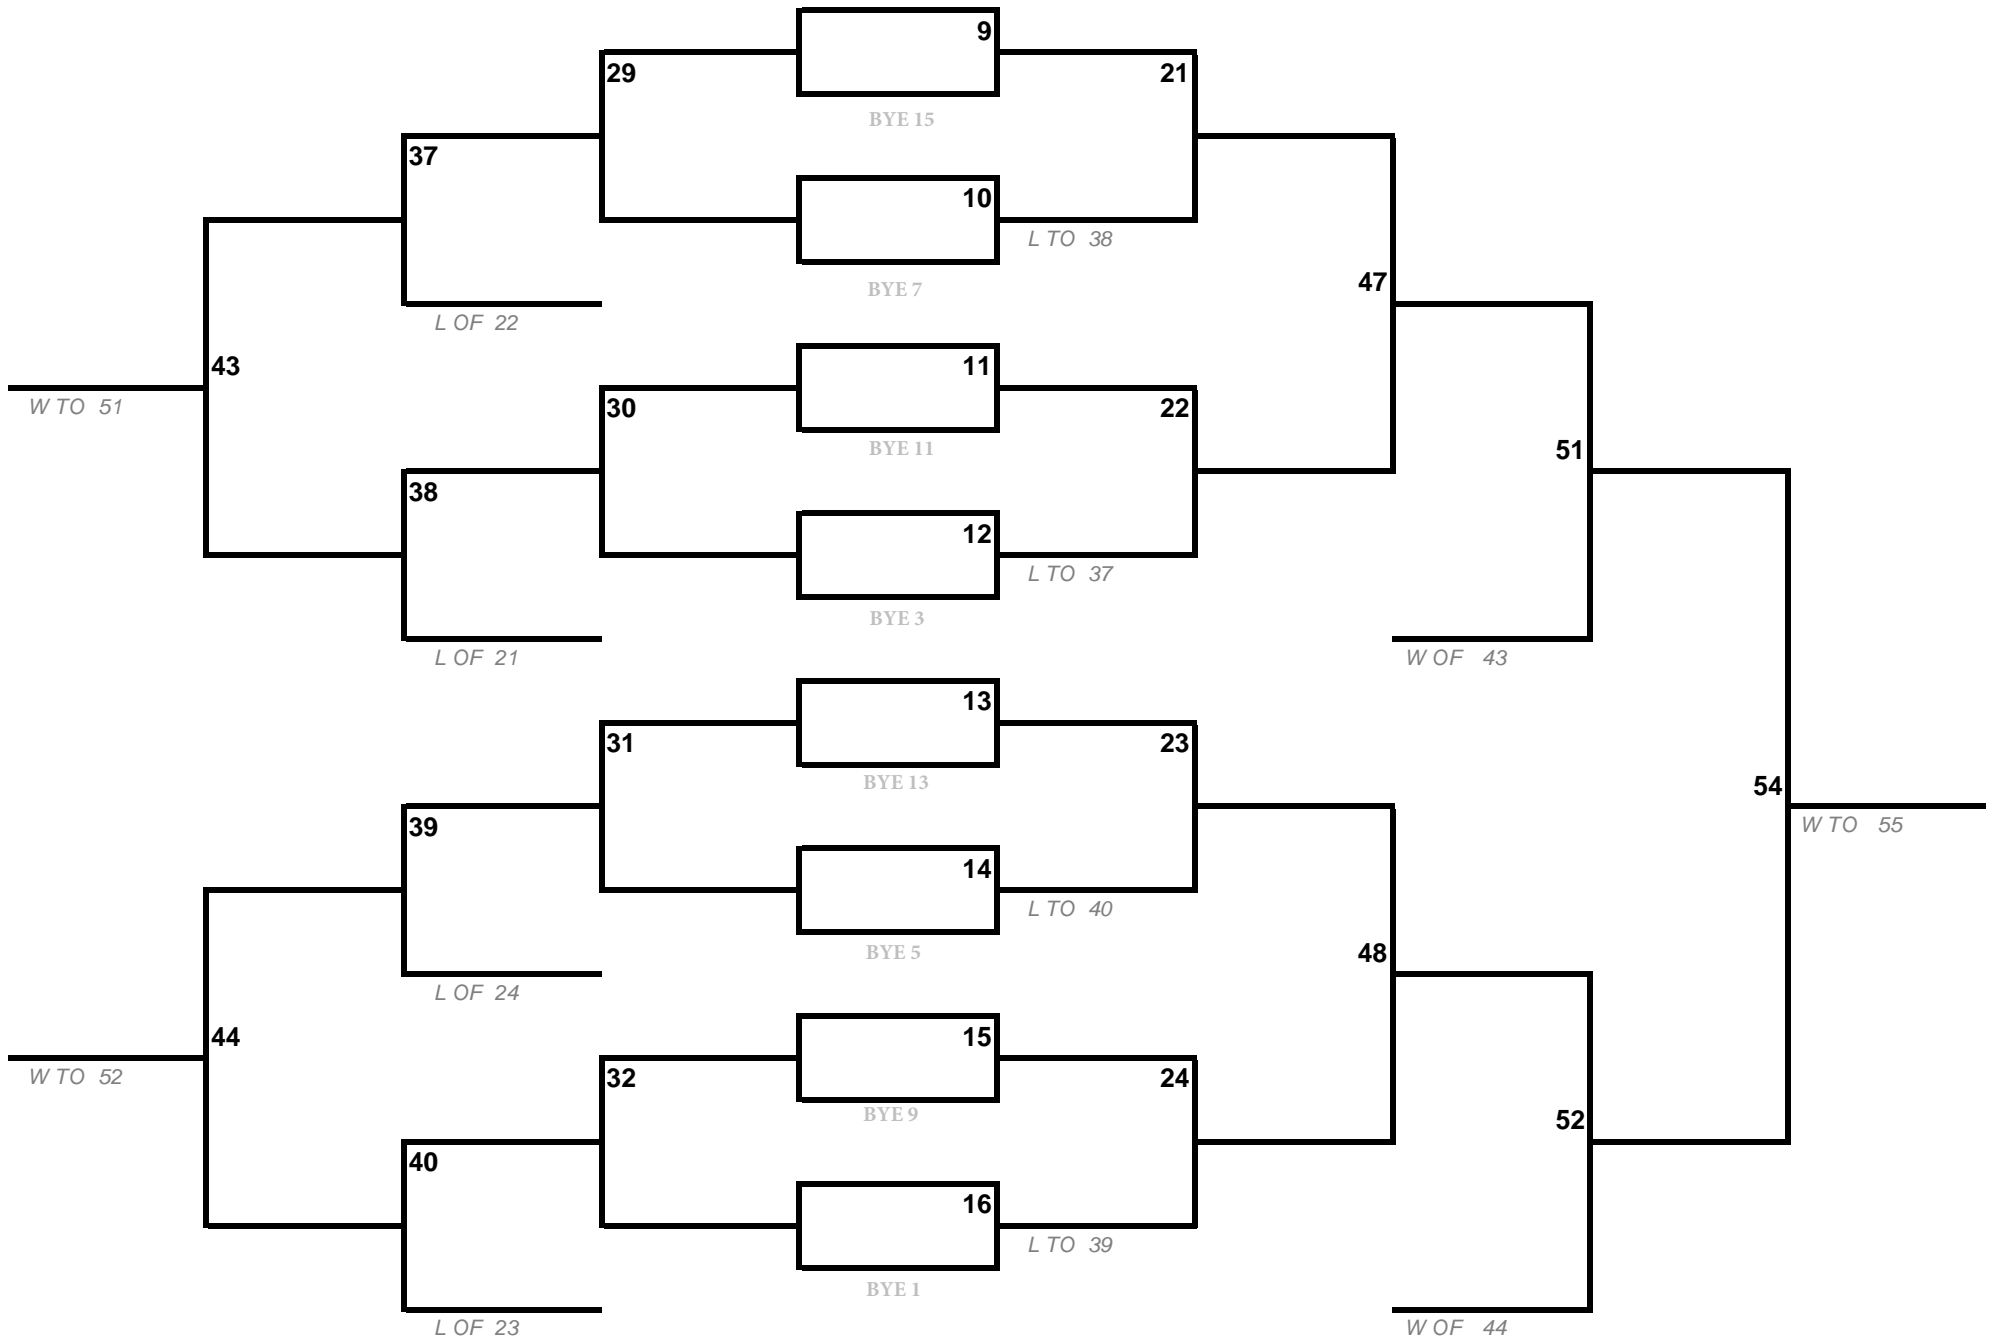 9
29
21
BYE 15
37
10
L TO 38
47
BYE 7
L OF 22
43
11
W TO 51
30
22
BYE 11
51
38
12
L TO 37
BYE 3
L OF 21
W OF 43
13
31
23
BYE 13
54
39
W TO 55
14
L TO 40
48
BYE 5
L OF 24
44
15
W TO 52
32
24
BYE 9
52
40
16
L TO 39
BYE 1
L OF 23
W OF 44